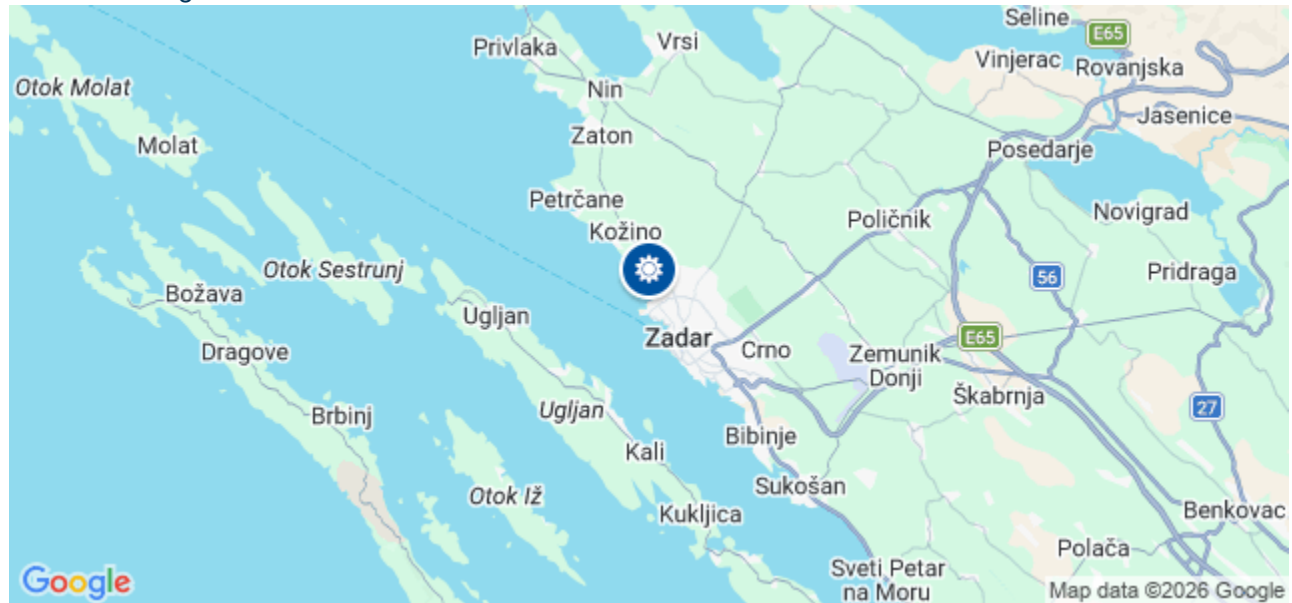 Seline
E65
Privlaka
Vrsi
Vinjerac
Rovanjska
Otok Molat
Nin
Jasenice
Molat
Zaton
Posedarje
Petrčane
Kožino
Poličnik
Novigrad
Otok Sestrunj
56
Pridraga
Božava
Ugljan
Dragove
Zadar
Crno
Zemunik
Donji
E65
Škabrnja
27
Brbinj
Ugljan
Bibinje
Kali
Sukošan
Otok Iž
Kukljica
Benkovac
Polača
Sveti Petar
na Moru
Google
Map data ©2026 Google